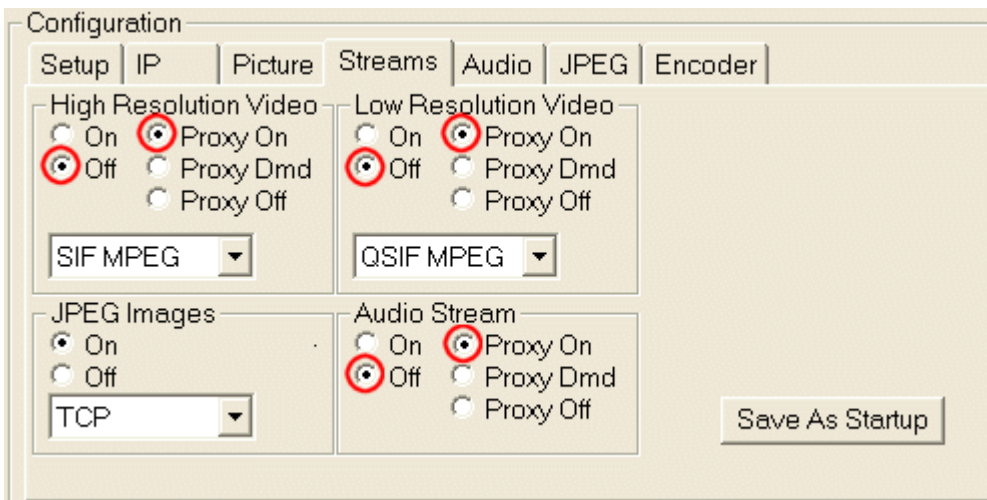 Configuration
Setup IP Picture Streams Audio JPEG Encoder
High Resolution Video
On Proxy On
Off Proxy Dmd
Proxy Off
SIF MPEG
Low Resolution Video
On Proxy On
Off Proxy Dmd
Proxy Off
QSIF MPEG
JPEG Images
On
Off
TCP
Audio Stream
On Proxy On
Off Proxy Dmd
Proxy Off
Save As Startup